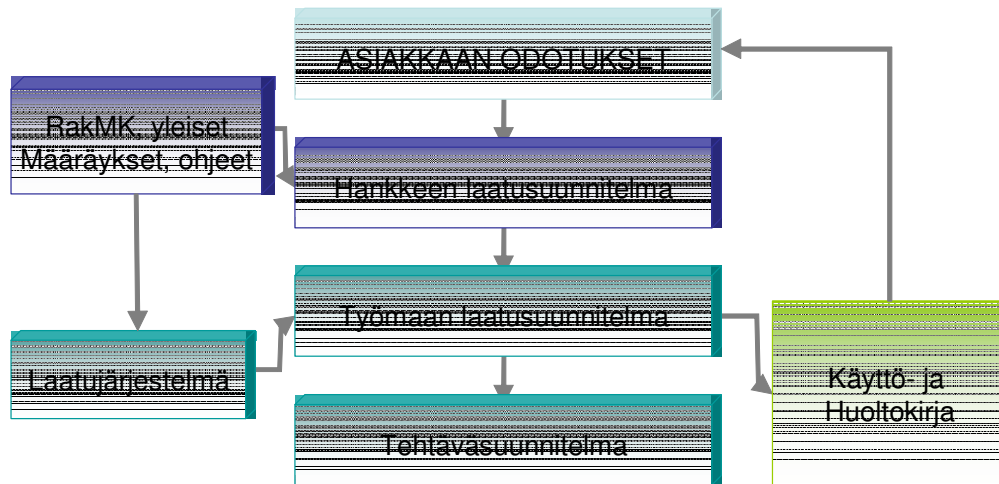 ASIAKKAAN ODOTUKSET
RakMK, yleiset
Määräykset, ohjeet
Hankkeen laatusuunnitelma
Työmaan laatusuunnitelma
Laatujärjestelmä
Käyttö- ja
Huoltokirja
Tehtäväsuunnitelma